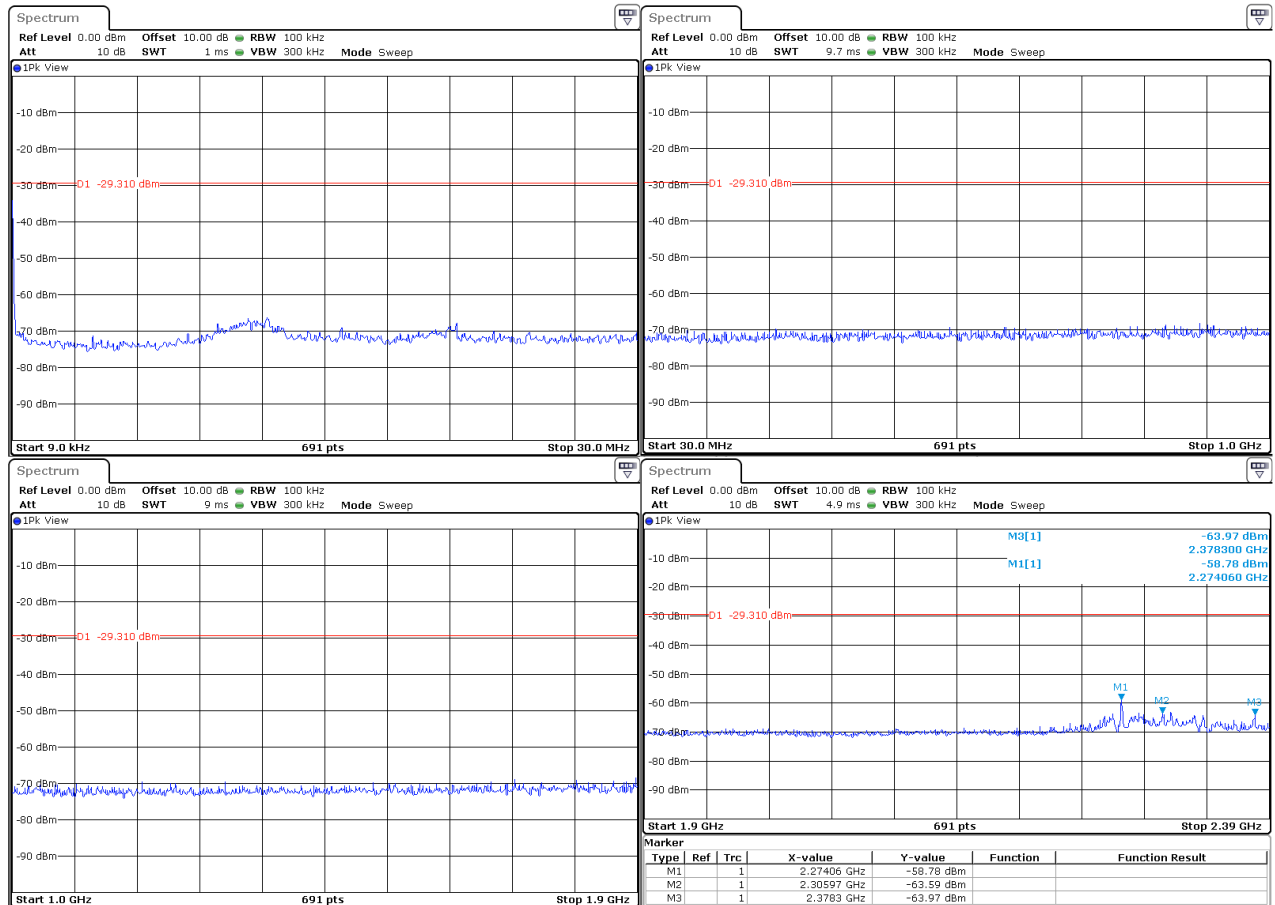 Spectrum
Ref Level 0.00 dBm Offset 10.00 dB RBW 100 kHz
Att 10 dB SWT 1 ms VBW 300 kHz Mode Sweep
1Pk View
-10 dBm
-20 dBm
-30 dBm
D1 -29.310 dBm
-40 dBm
-50 dBm
-60 dBm
-70 dBm
-80 dBm
-90 dBm
Start 9.0 kHz 691 pts Stop 30.0 MHz
Spectrum
Ref Level 0.00 dBm Offset 10.00 dB RBW 100 kHz
Att 10 dB SWT 9.7 ms VBW 300 kHz Mode Sweep
1Pk View
-10 dBm
-20 dBm
-30 dBm
D1 -29.310 dBm
-40 dBm
-50 dBm
-60 dBm
-70 dBm
-80 dBm
-90 dBm
Start 30.0 MHz 691 pts Stop 1.0 GHz
Spectrum
Ref Level 0.00 dBm Offset 10.00 dB RBW 100 kHz
Att 10 dB SWT 9 ms VBW 300 kHz Mode Sweep
1Pk View
-10 dBm
-20 dBm
-30 dBm
D1 -29.310 dBm
-40 dBm
-50 dBm
-60 dBm
-70 dBm
-80 dBm
-90 dBm
Start 1.0 GHz 691 pts Stop 1.9 GHz
Spectrum
Ref Level 0.00 dBm Offset 10.00 dB RBW 100 kHz
Att 10 dB SWT 4.9 ms VBW 300 kHz Mode Sweep
1Pk View
M3[1] -63.97 dBm
2.378300 GHz
M1[1] -58.78 dBm
2.274060 GHz
-10 dBm
-20 dBm
-30 dBm
D1 -29.310 dBm
-40 dBm
-50 dBm
M1
M2
M3
-60 dBm
-70 dBm
-80 dBm
-90 dBm
Start 1.9 GHz 691 pts Stop 2.39 GHz
Marker
Type Ref Trc X-value Y-value Function Function Result
M1 1 2.27406 GHz -58.78 dBm
M2 1 2.30597 GHz -63.59 dBm
M3 1 2.3783 GHz -63.97 dBm